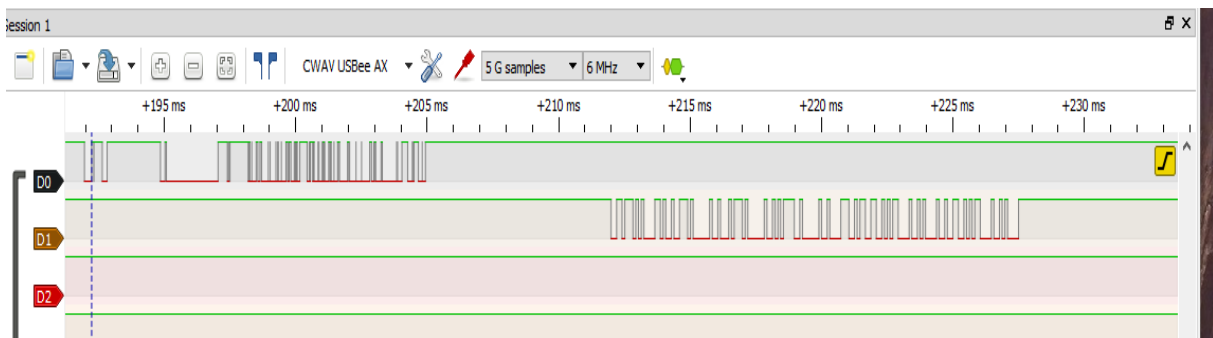 Session 1
CWAV USBee AX 5 G samples 6 MHz
+195 ms +200 ms +205 ms +210 ms +215 ms +220 ms +225 ms +230 ms
D0
D1
D2